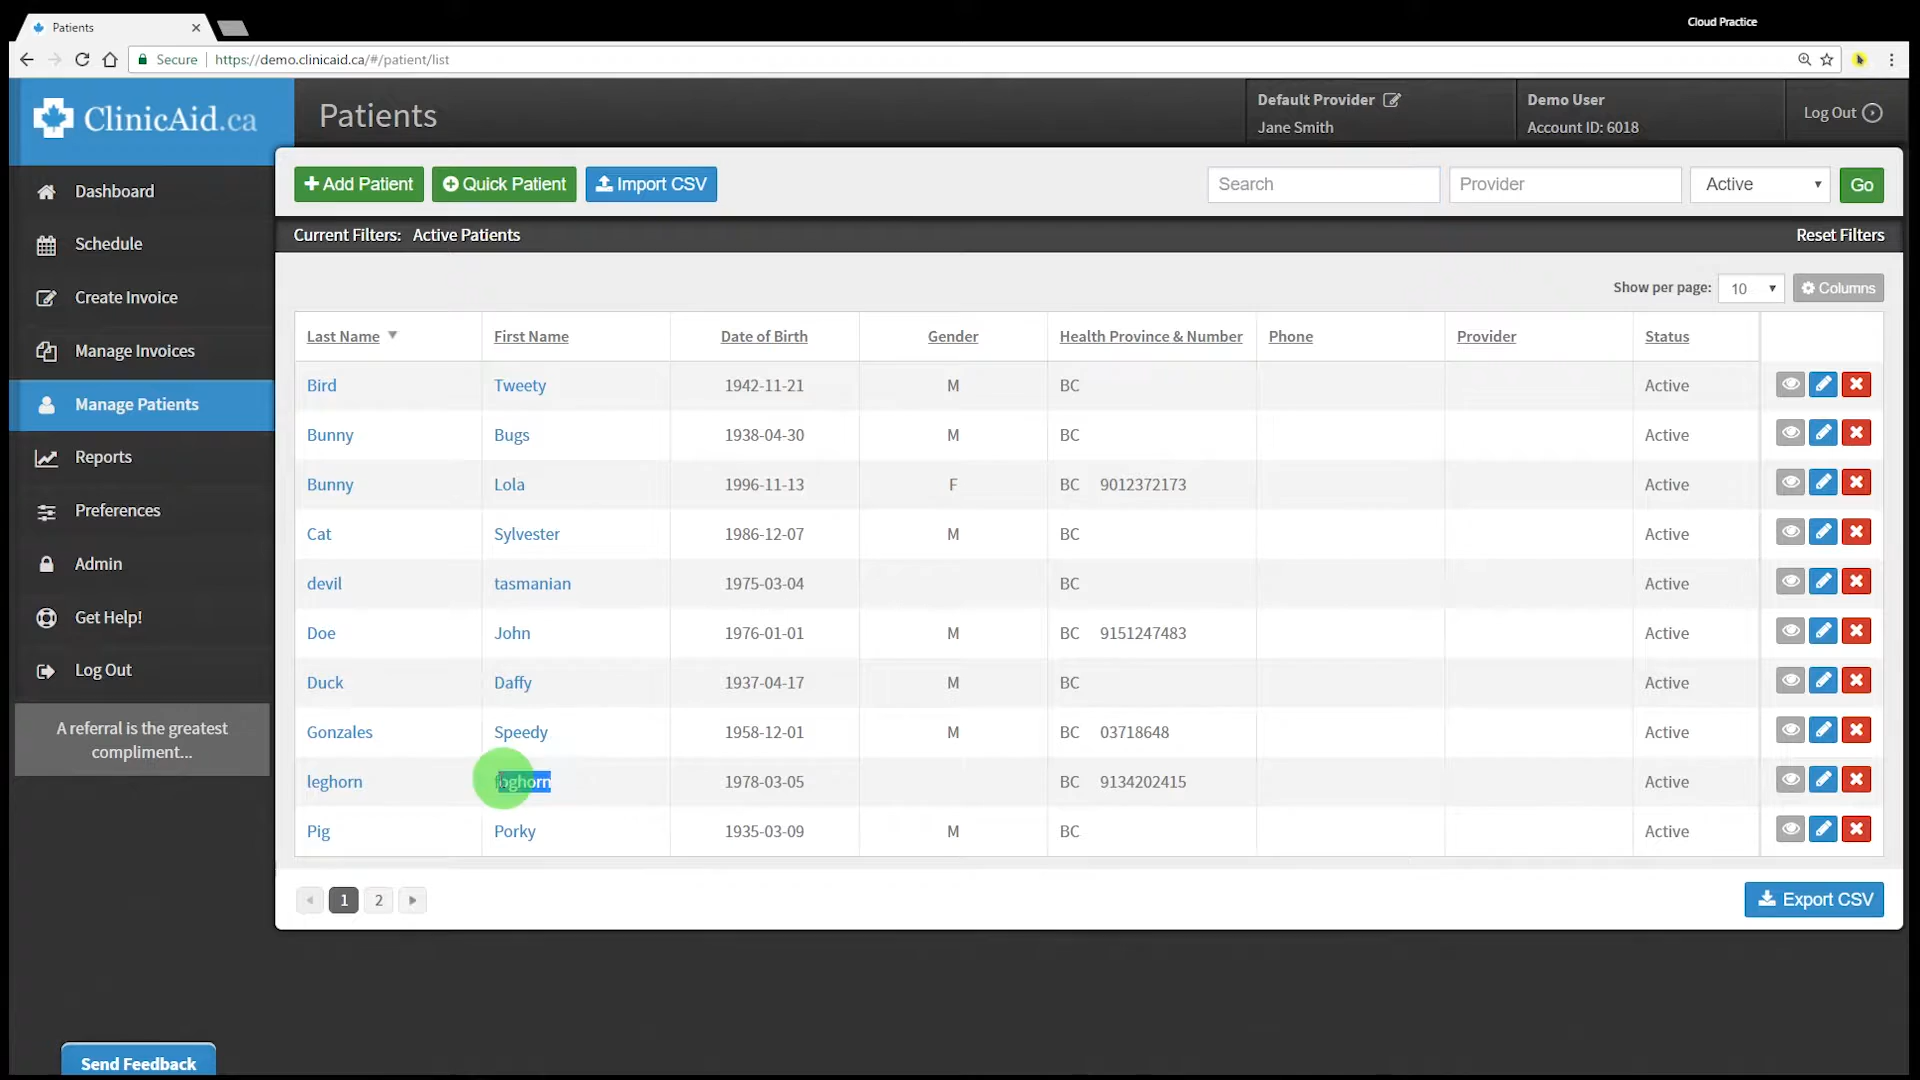 Cloud Practice
Patients
Secure
https://demo.clinicaid.ca/#/patient/list
ClinicAid.ca
Patients
Default Provider
Jane Smith
Demo User
Account ID: 6018
Log Out
Dashboard
Schedule
Create Invoice
Manage Invoices
Manage Patients
Reports
Preferences
Admin
Get Help!
Log Out
A referral is the greatest
compliment...
Send Feedback
Add Patient
Quick Patient
Import CSV
Search
Provider
Active
Go
Current Filters: Active Patients
Reset Filters
Show per page: 10
Columns
Last Name First Name Date of Birth Gender Health Province & Number Phone Provider Status
Bird Tweety 1942-11-21 M BC Active
Bunny Bugs 1938-04-30 M BC Active
Bunny Lola 1996-11-13 F BC 9012372173 Active
Cat Sylvester 1986-12-07 M BC Active
devil tasmanian 1975-03-04 BC Active
Doe John 1976-01-01 M BC 9151247483 Active
Duck Daffy 1937-04-17 M BC Active
Gonzales Speedy 1958-12-01 M BC 03718648 Active
leghorn foghorn 1978-03-05 BC 9134202415 Active
Pig Porky 1935-03-09 M BC Active
1 2
Export CSV